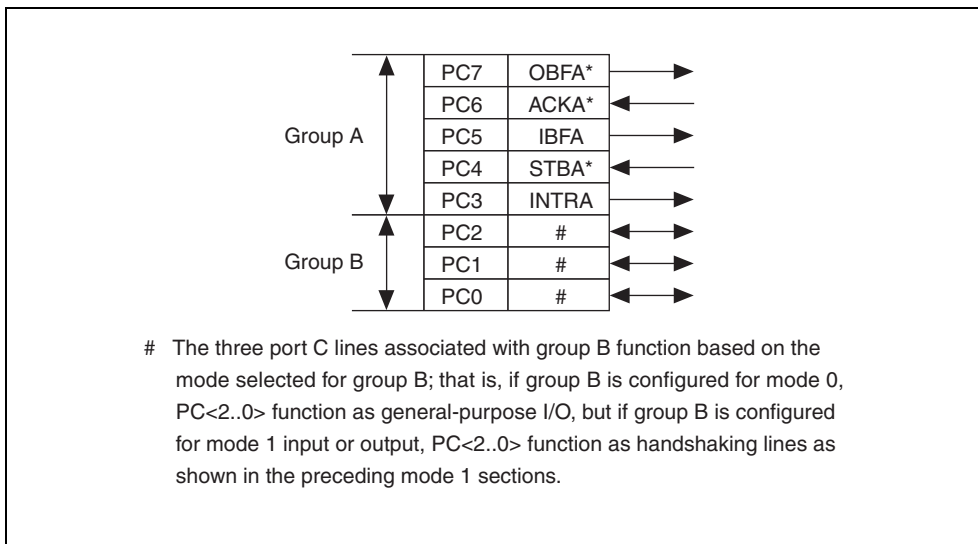 PC7 OBFA*
PC6 ACKA*
Group A PC5 IBFA
PC4 STBA*
PC3 INTRA
PC2 #
Group B PC1 #
PC0 #
# The three port C lines associated with group B function based on the
mode selected for group B; that is, if group B is configured for mode 0,
PC<2..0> function as general-purpose I/O, but if group B is configured
for mode 1 input or output, PC<2..0> function as handshaking lines as
shown in the preceding mode 1 sections.